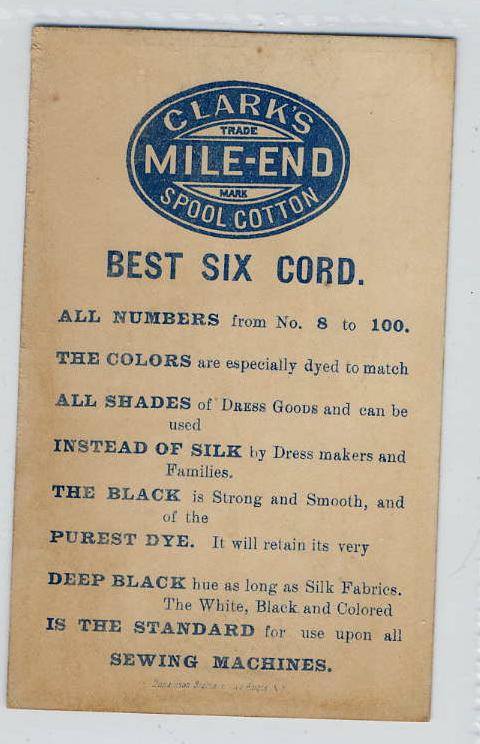 CLARK'S
TRADE
MILE-END
MARK
SPOOL COTTON
BEST SIX CORD.
ALL NUMBERS from No. 8 to 100.
THE COLORS are especially dyed to match
ALL SHADES of DRESS GOODS and can be
used
INSTEAD OF SILK by Dress makers and
Families.
THE BLACK is Strong and Smooth, and
of the
PUREST DYE. It will retain its very
DEEP BLACK hue as long as Silk Fabrics.
The White, Black and Colored
IS THE STANDARD for use upon all
SEWING MACHINES.